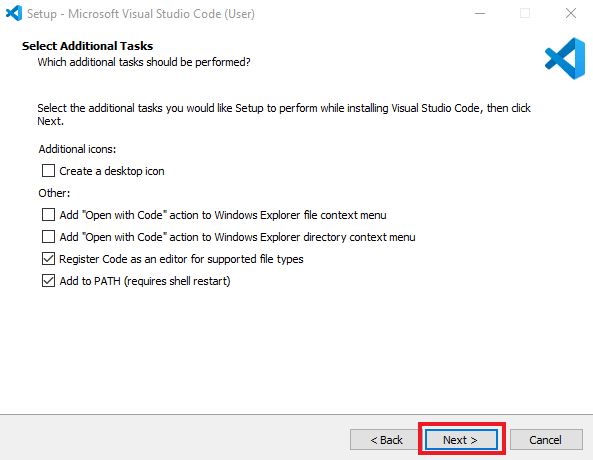 Setup - Microsoft Visual Studio Code (User)
Select Additional Tasks
Which additional tasks should be performed?
Select the additional tasks you would like Setup to perform while installing Visual Studio Code, then click
Next.
Additional icons:
Create a desktop icon
Other:
Add "Open with Code" action to Windows Explorer file context menu
Add "Open with Code" action to Windows Explorer directory context menu
Register Code as an editor for supported file types
Add to PATH (requires shell restart)
< Back Next > Cancel